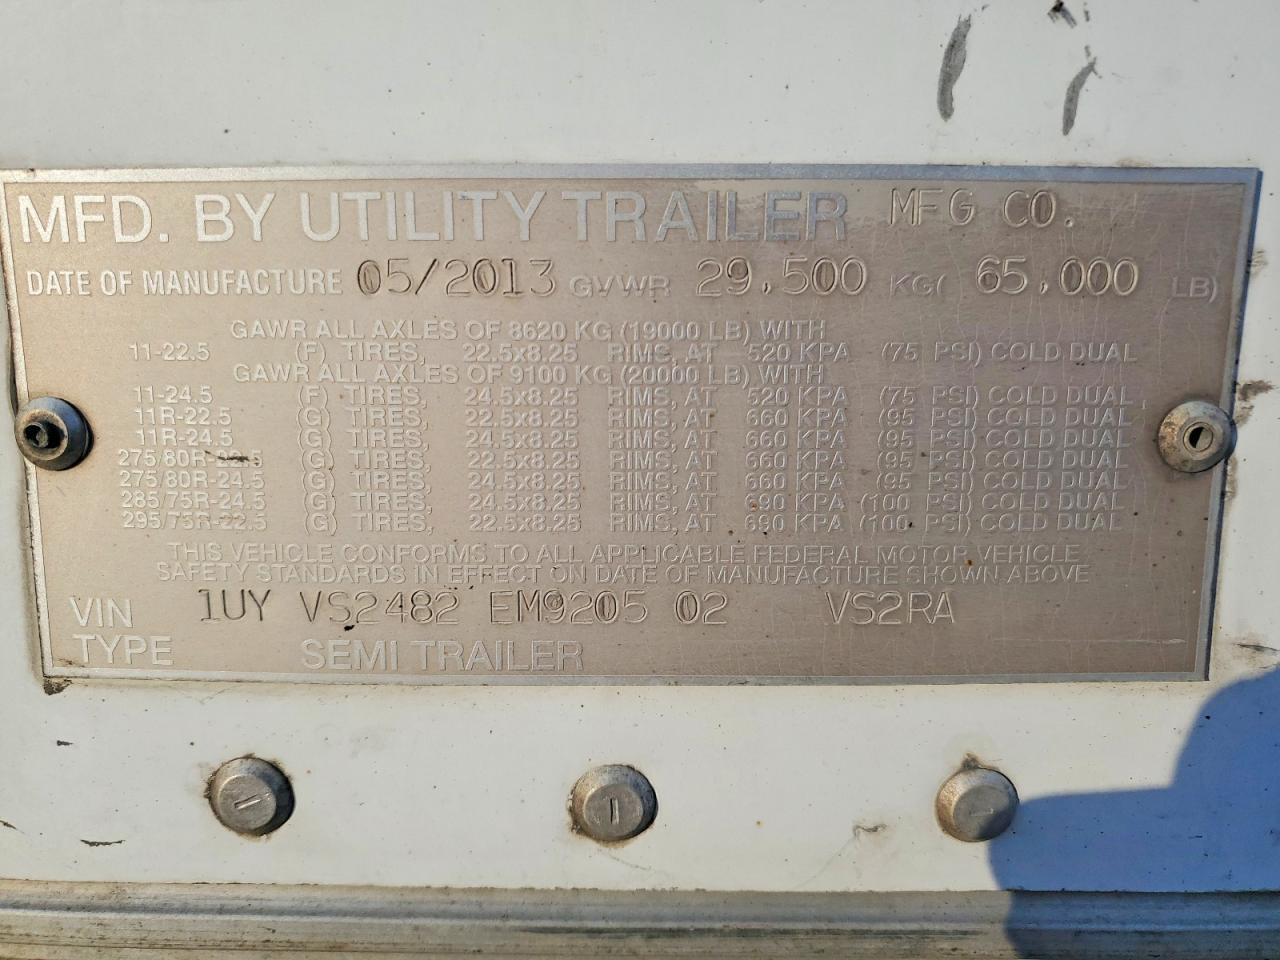 MFD. BY UTILITY TRAILER MFG CO.
DATE OF MANUFACTURE 05/2013 GVWR 29,500 KG( 65,000 LB)
GAWR ALL AXLES OF 8620 KG (19000 LB) WITH
11-22.5 (F) TIRES, 22.5x8.25 RIMS, AT 520 KPA (75 PSI) COLD DUAL
GAWR ALL AXLES OF 9100 KG (20000 LB) WITH
11-24.5 (F) TIRES, 24.5x8.25 RIMS, AT 520 KPA (75 PSI) COLD DUAL
11R-22.5 (G) TIRES, 22.5x8.25 RIMS, AT 660 KPA (95 PSI) COLD DUAL
11R-24.5 (G) TIRES, 24.5x8.25 RIMS, AT 660 KPA (95 PSI) COLD DUAL
275/80R-22.5 (G) TIRES, 22.5x8.25 RIMS, AT 660 KPA (95 PSI) COLD DUAL
275/80R-24.5 (G) TIRES, 24.5x8.25 RIMS, AT 660 KPA (95 PSI) COLD DUAL
285/75R-24.5 (G) TIRES, 24.5x8.25 RIMS, AT 690 KPA (100 PSI) COLD DUAL
295/75R-22.5 (G) TIRES, 22.5x8.25 RIMS, AT 690 KPA (100 PSI) COLD DUAL
THIS VEHICLE CONFORMS TO ALL APPLICABLE FEDERAL MOTOR VEHICLE
SAFETY STANDARDS IN EFFECT ON DATE OF MANUFACTURE SHOWN ABOVE
VIN 1UY VS2482 EM9205 02 VS2RA
TYPE SEMI TRAILER